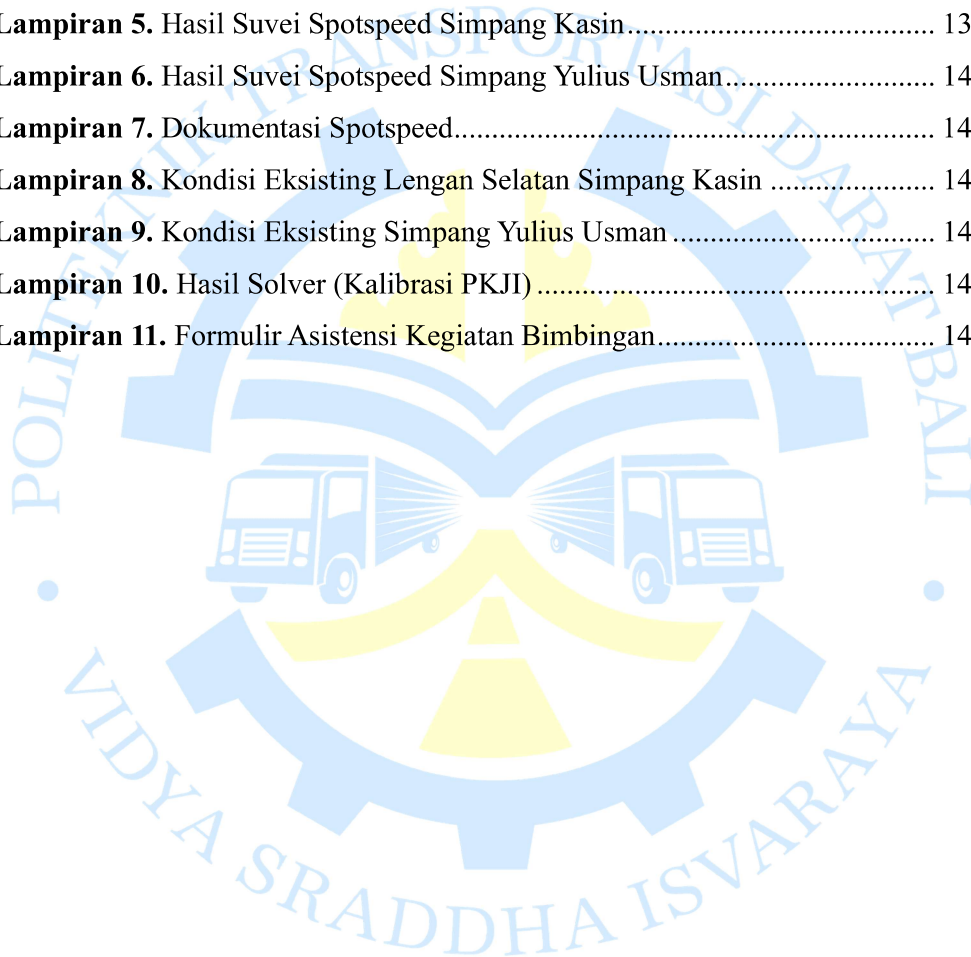 Lampiran 5. Hasil Suvei Spotspeed Simpang Kasin......................................... 13
Lampiran 6. Hasil Suvei Spotspeed Simpang Yulius Usman............................ 14
Lampiran 7. Dokumentasi Spotspeed................................................................ 14
Lampiran 8. Kondisi Eksisting Lengan Selatan Simpang Kasin ...................... 14
Lampiran 9. Kondisi Eksisting Simpang Yulius Usman ................................... 14
Lampiran 10. Hasil Solver (Kalibrasi PKJI) ..................................................... 14
Lampiran 11. Formulir Asistensi Kegiatan Bimbingan..................................... 14
POLITEKNIK TRANSPORTASI DARAT BALI
VIDYA SRADDHA ISVARAYA